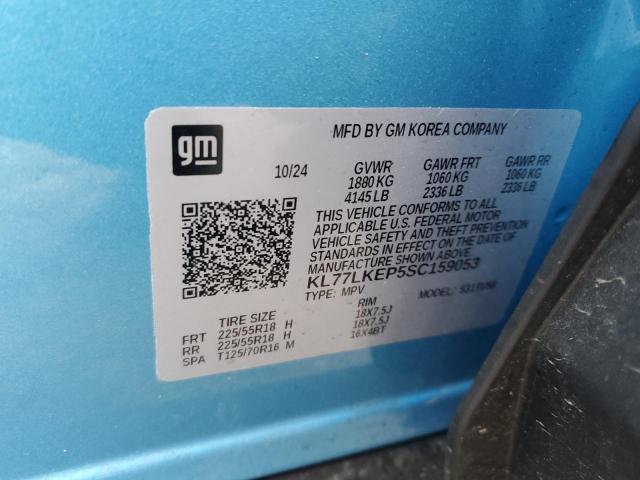 gm
MFD BY GM KOREA COMPANY
10/24 GVWR GAWR FRT GAWR RR
1880 KG 1060 KG 1060 KG
4145 LB 2336 LB 2336 LB
THIS VEHICLE CONFORMS TO ALL
APPLICABLE U.S. FEDERAL MOTOR
VEHICLE SAFETY AND THEFT PREVENTION
STANDARDS IN EFFECT ON THE DATE OF
MANUFACTURE SHOWN ABOVE.
KL77LKEP5SC159053
TYPE: MPV MODEL:
TIRE SIZE RIM
FRT 225/55R18 H 18X7.5J
RR 225/55R18 H 18X7.5J
SPA T125/70R16 M 16X4BT